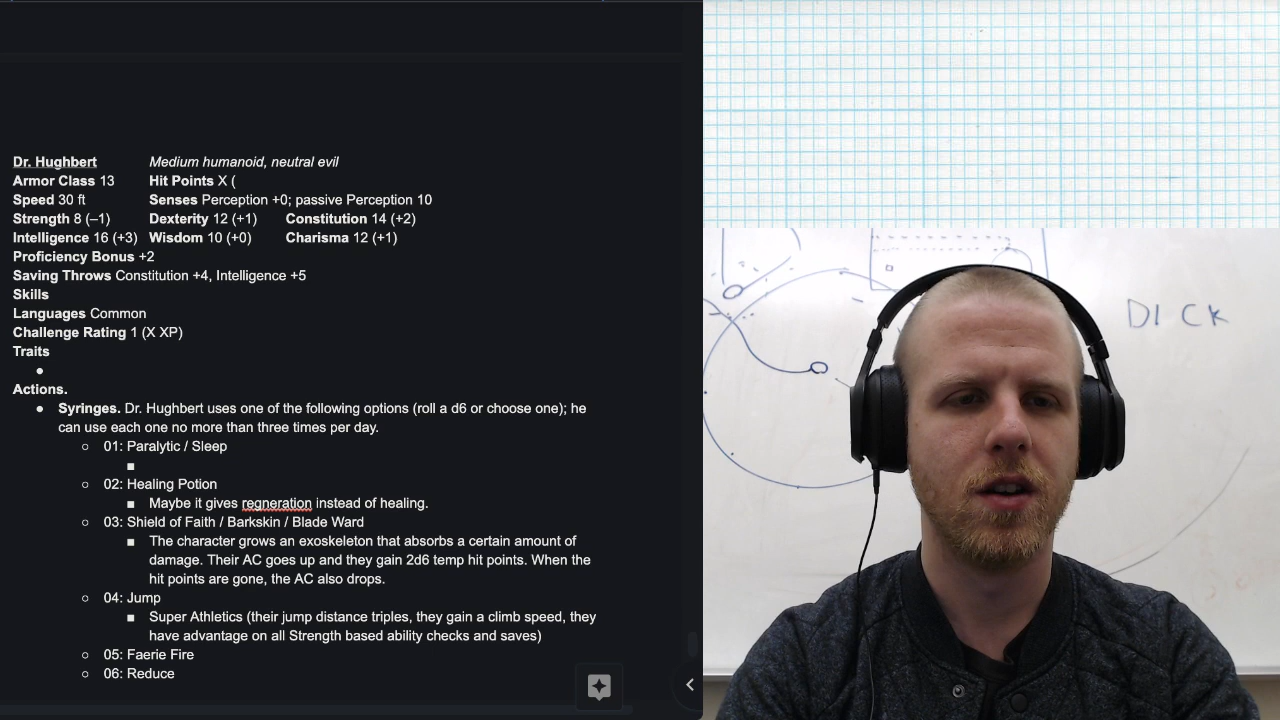 Dr. Hughbert Medium humanoid, neutral evil
Armor Class 13 Hit Points X (
Speed 30 ft Senses Perception +0; passive Perception 10
Strength 8 (–1) Dexterity 12 (+1) Constitution 14 (+2)
Intelligence 16 (+3) Wisdom 10 (+0) Charisma 12 (+1)
Proficiency Bonus +2
Saving Throws Constitution +4, Intelligence +5
Skills
Languages Common
Challenge Rating 1 (X XP)
Traits
Actions.
Syringes. Dr. Hughbert uses one of the following options (roll a d6 or choose one); he
can use each one no more than three times per day.
01: Paralytic / Sleep
02: Healing Potion
Maybe it gives regneration instead of healing.
03: Shield of Faith / Barkskin / Blade Ward
The character grows an exoskeleton that absorbs a certain amount of
damage. Their AC goes up and they gain 2d6 temp hit points. When the
hit points are gone, the AC also drops.
04: Jump
Super Athletics (their jump distance triples, they gain a climb speed, they
have advantage on all Strength based ability checks and saves)
05: Faerie Fire
06: Reduce
DICK